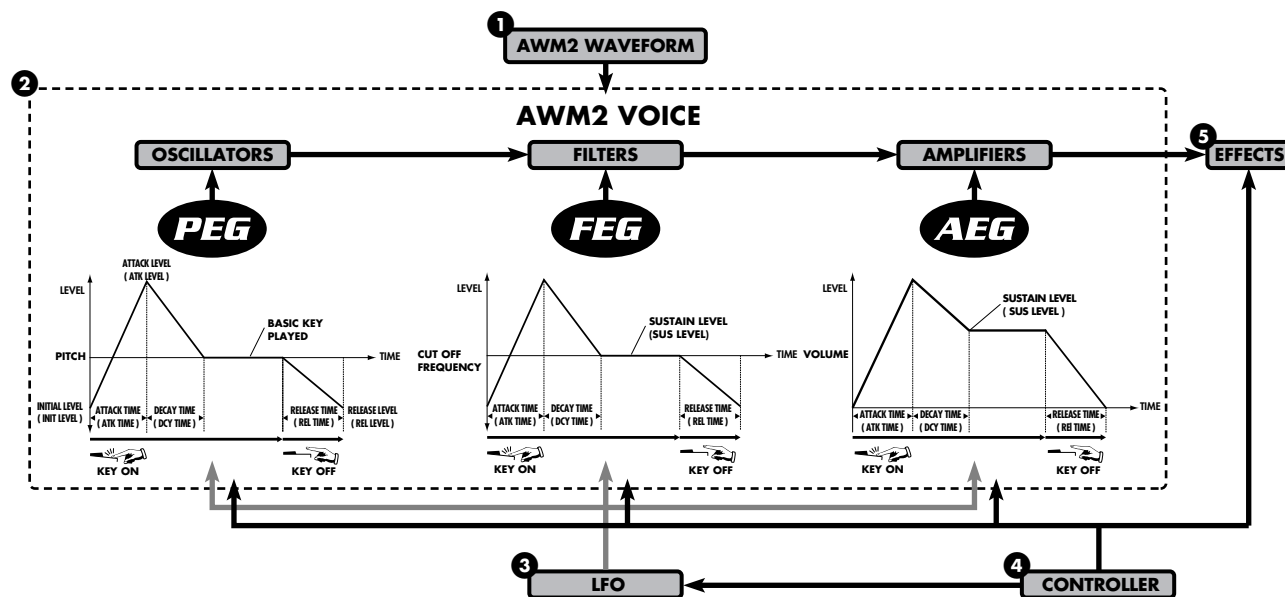 1
AWM2 WAVEFORM
2
AWM2 VOICE
OSCILLATORS
FILTERS
AMPLIFIERS
5
EFFECTS
PEG
FEG
AEG
ATTACK LEVEL
( ATK LEVEL )
LEVEL
BASIC KEY
PLAYED
PITCH
TIME
INITIAL LEVEL
( INIT LEVEL )
ATTACK TIME
( ATK TIME )
DECAY TIME
( DCY TIME )
RELEASE TIME
( REL TIME )
RELEASE LEVEL
( REL LEVEL )
KEY ON
KEY OFF
LEVEL
SUSTAIN LEVEL
(SUS LEVEL)
CUT OFF
FREQUENCY
TIME
ATTACK TIME
( ATK TIME )
DECAY TIME
( DCY TIME )
RELEASE TIME
( REL TIME )
KEY ON
KEY OFF
LEVEL
SUSTAIN LEVEL
( SUS LEVEL )
VOLUME
TIME
ATTACK TIME
( ATK TIME )
DECAY TIME
( DCY TIME )
RELEASE TIME
( REl TIME )
KEY ON
KEY OFF
3
LFO
4
CONTROLLER